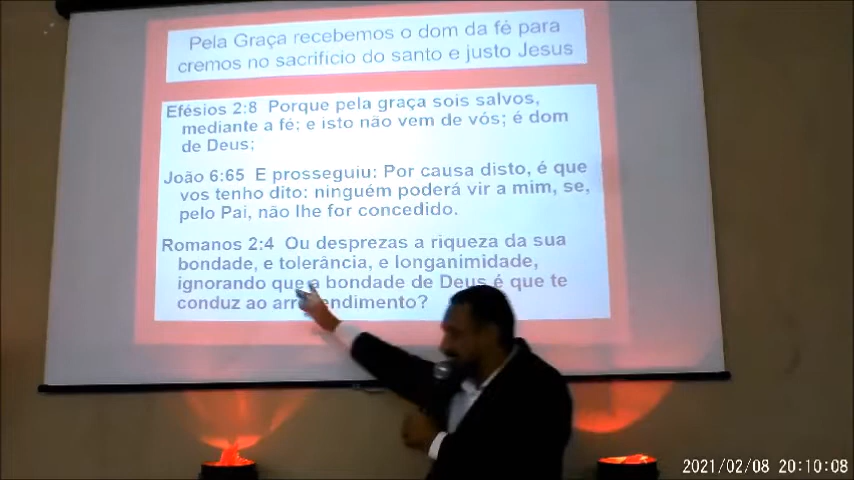 Pela Graça recebemos o dom da fé para
cremos no sacrificio do santo e justo Jesus
Efésios 2:8 Porque pela graça sois salvos,
mediante a fé; e isto não vem de vós; é dom
de Deus;
João 6:65 E prosseguiu: Por causa disto, é que
vos tenho dito: ninguém poderá vir a mim, se,
pelo Pai, não lhe for concedido.
Romanos 2:4 Ou desprezas a riqueza da sua
bondade, e tolerância, e longanimidade,
ignorando que a bondade de Deus é que te
conduz ao arrependimento?
2021/02/08 20:10:08